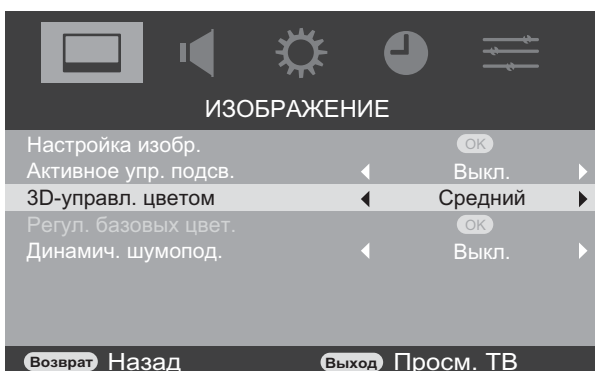 ИЗОБРАЖЕНИЕ
Настройка изобр. OK
Активное упр. подсв. Выкл.
3D-управл. цветом Средний
Регул. базовых цвет. OK
Динамич. шумопод. Выкл.
Возврат Назад Выход Просм. ТВ